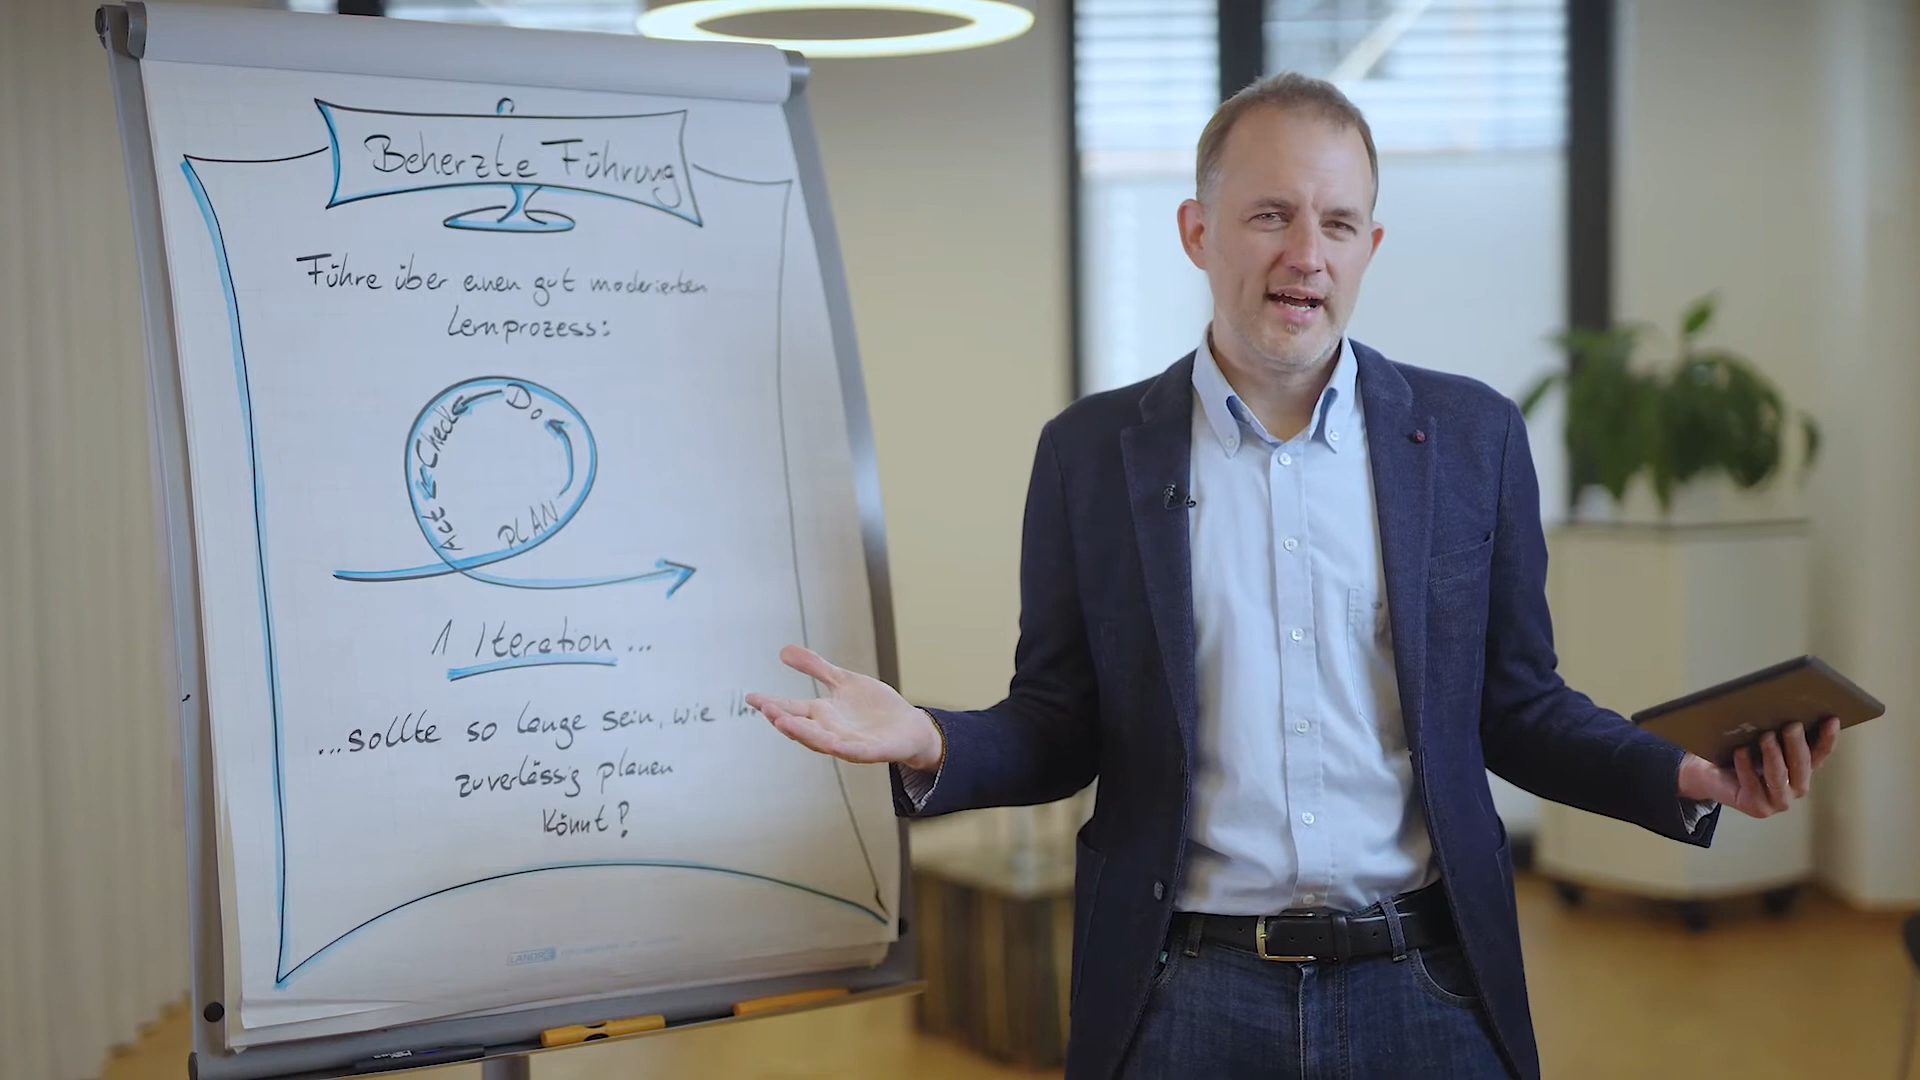 Beherzte Führung
Führe über einen gut moderierten
Lernprozess:
Do
Check
Act
PLAN
1 Iteration ...
...sollte so lange sein, wie Ihr
zuverlässig planen
könnt?
LANDRÉ